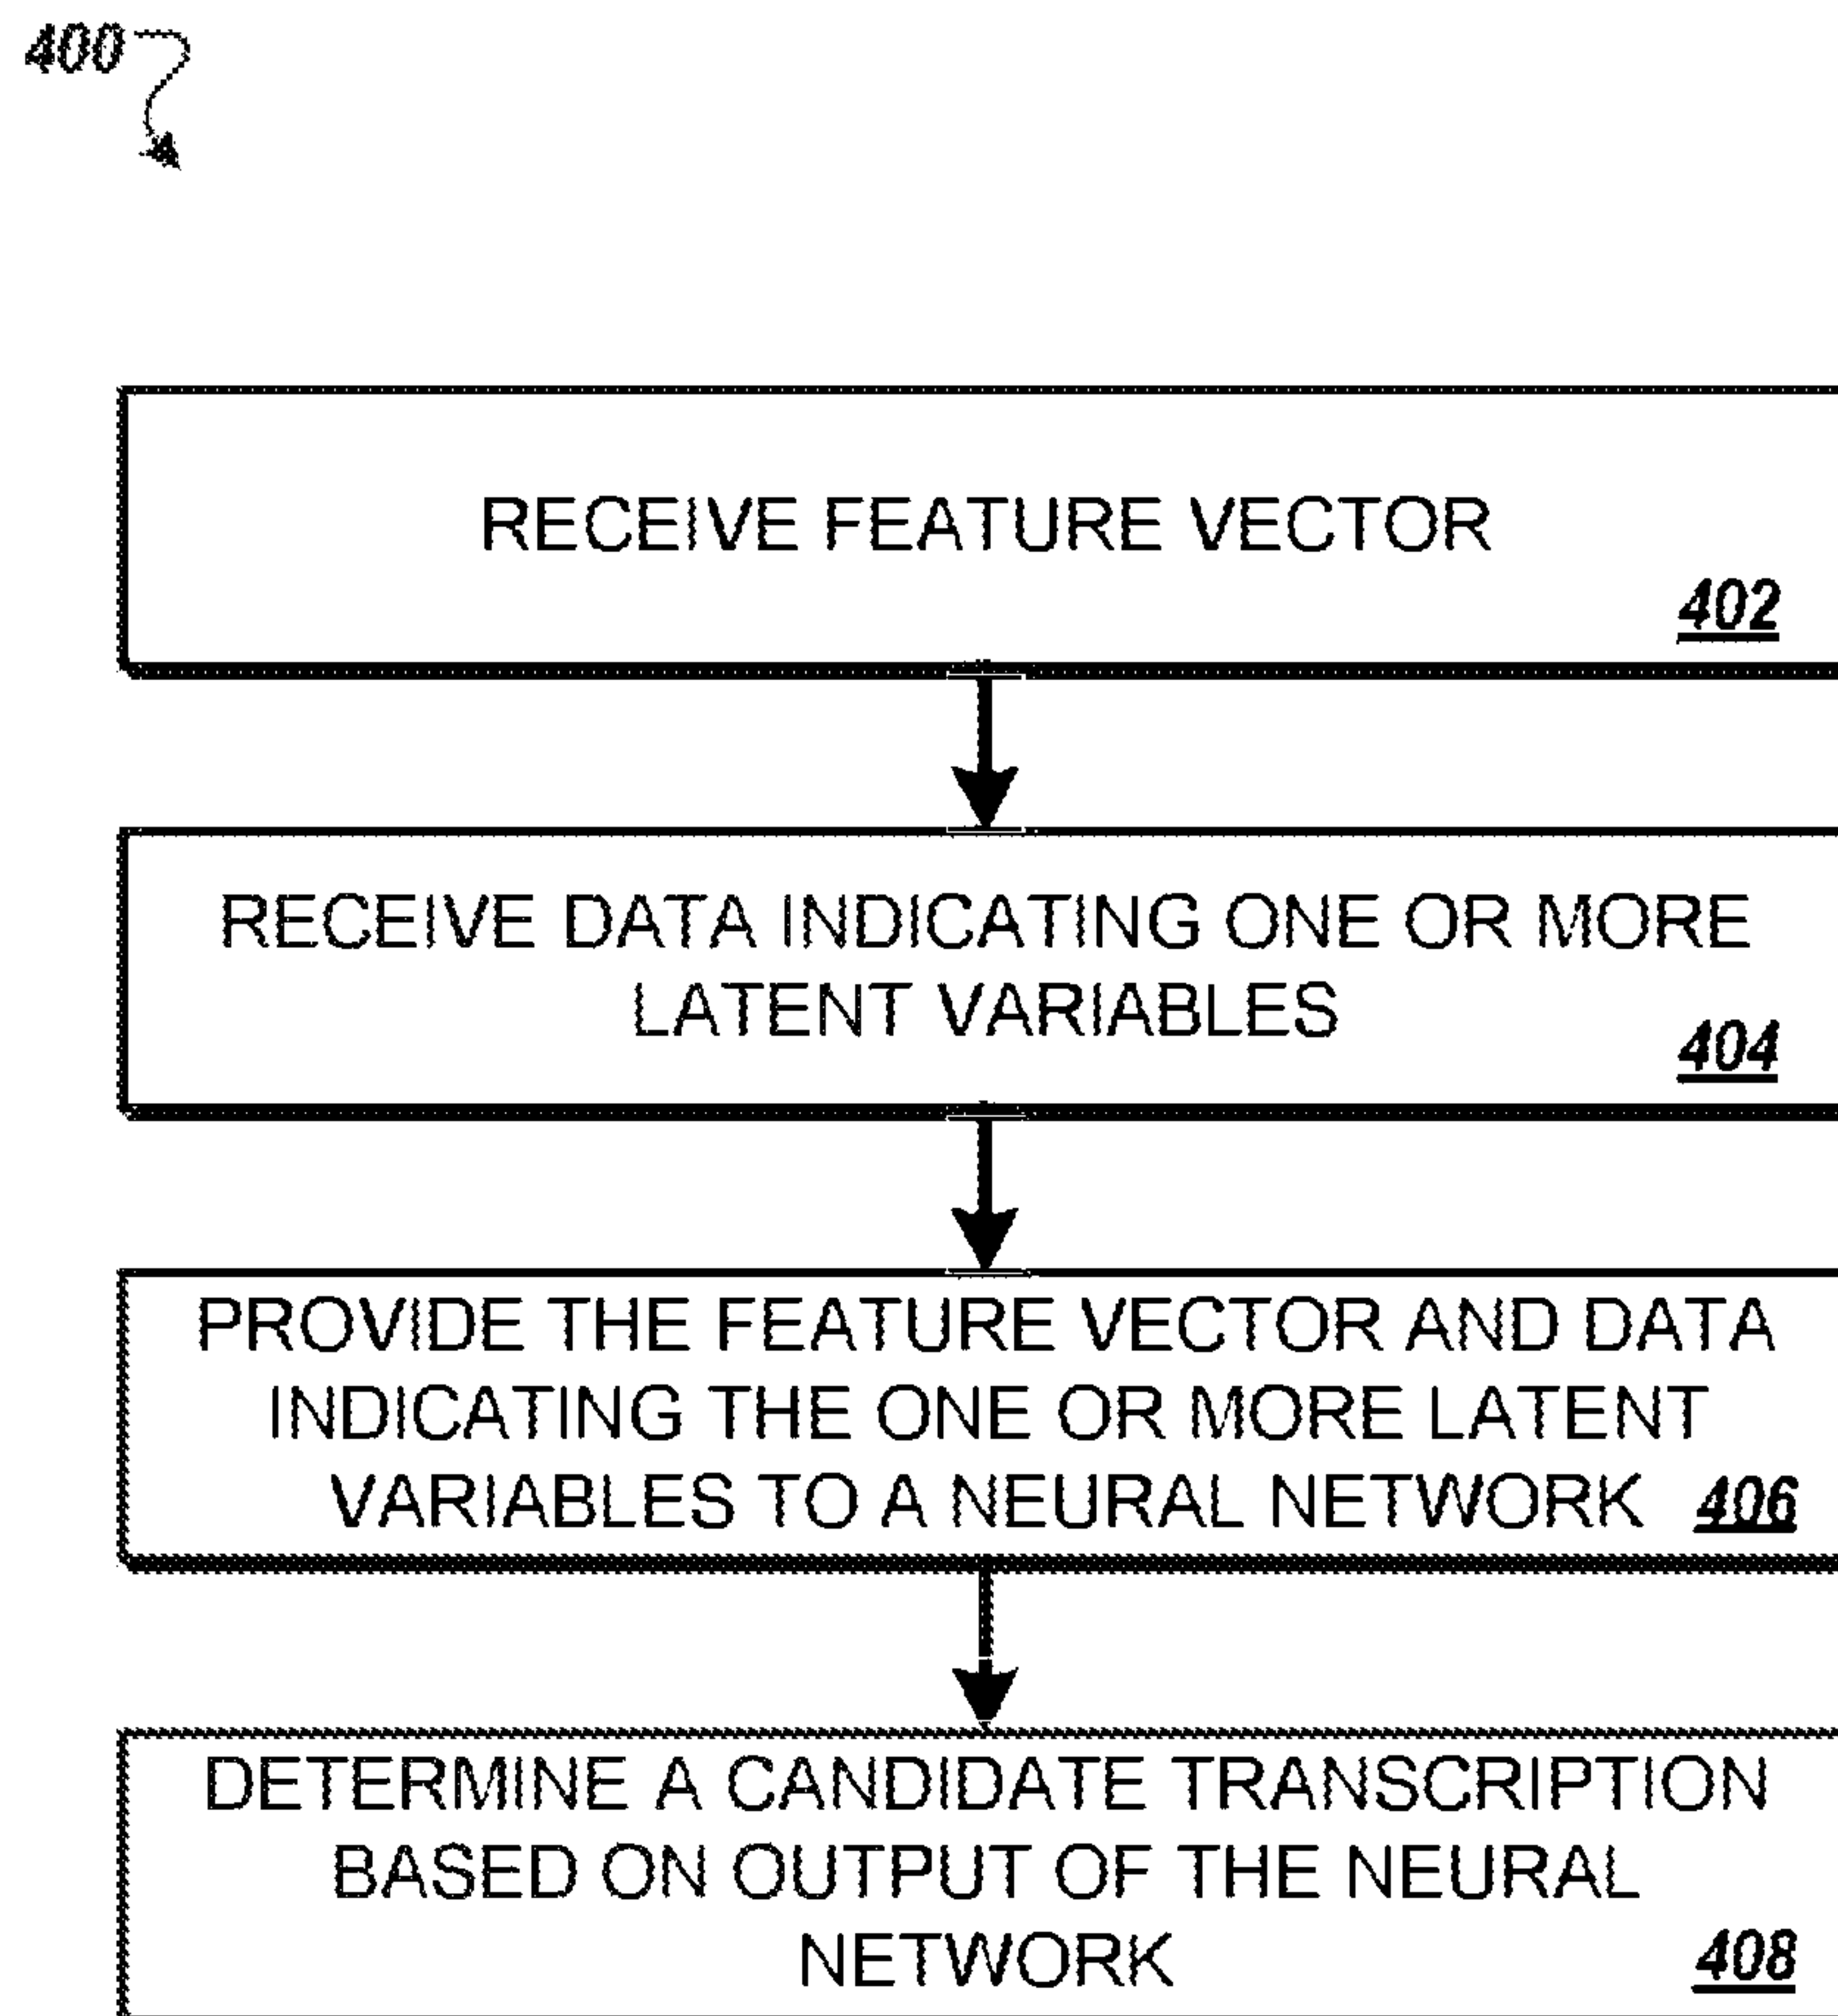 400
RECEIVE FEATURE VECTOR
402
RECEIVE DATA INDICATING ONE OR MORE
LATENT VARIABLES
404
PROVIDE THE FEATURE VECTOR AND DATA
INDICATING THE ONE OR MORE LATENT
VARIABLES TO A NEURAL NETWORK 406
DETERMINE A CANDIDATE TRANSCRIPTION
BASED ON OUTPUT OF THE NEURAL
NETWORK 408